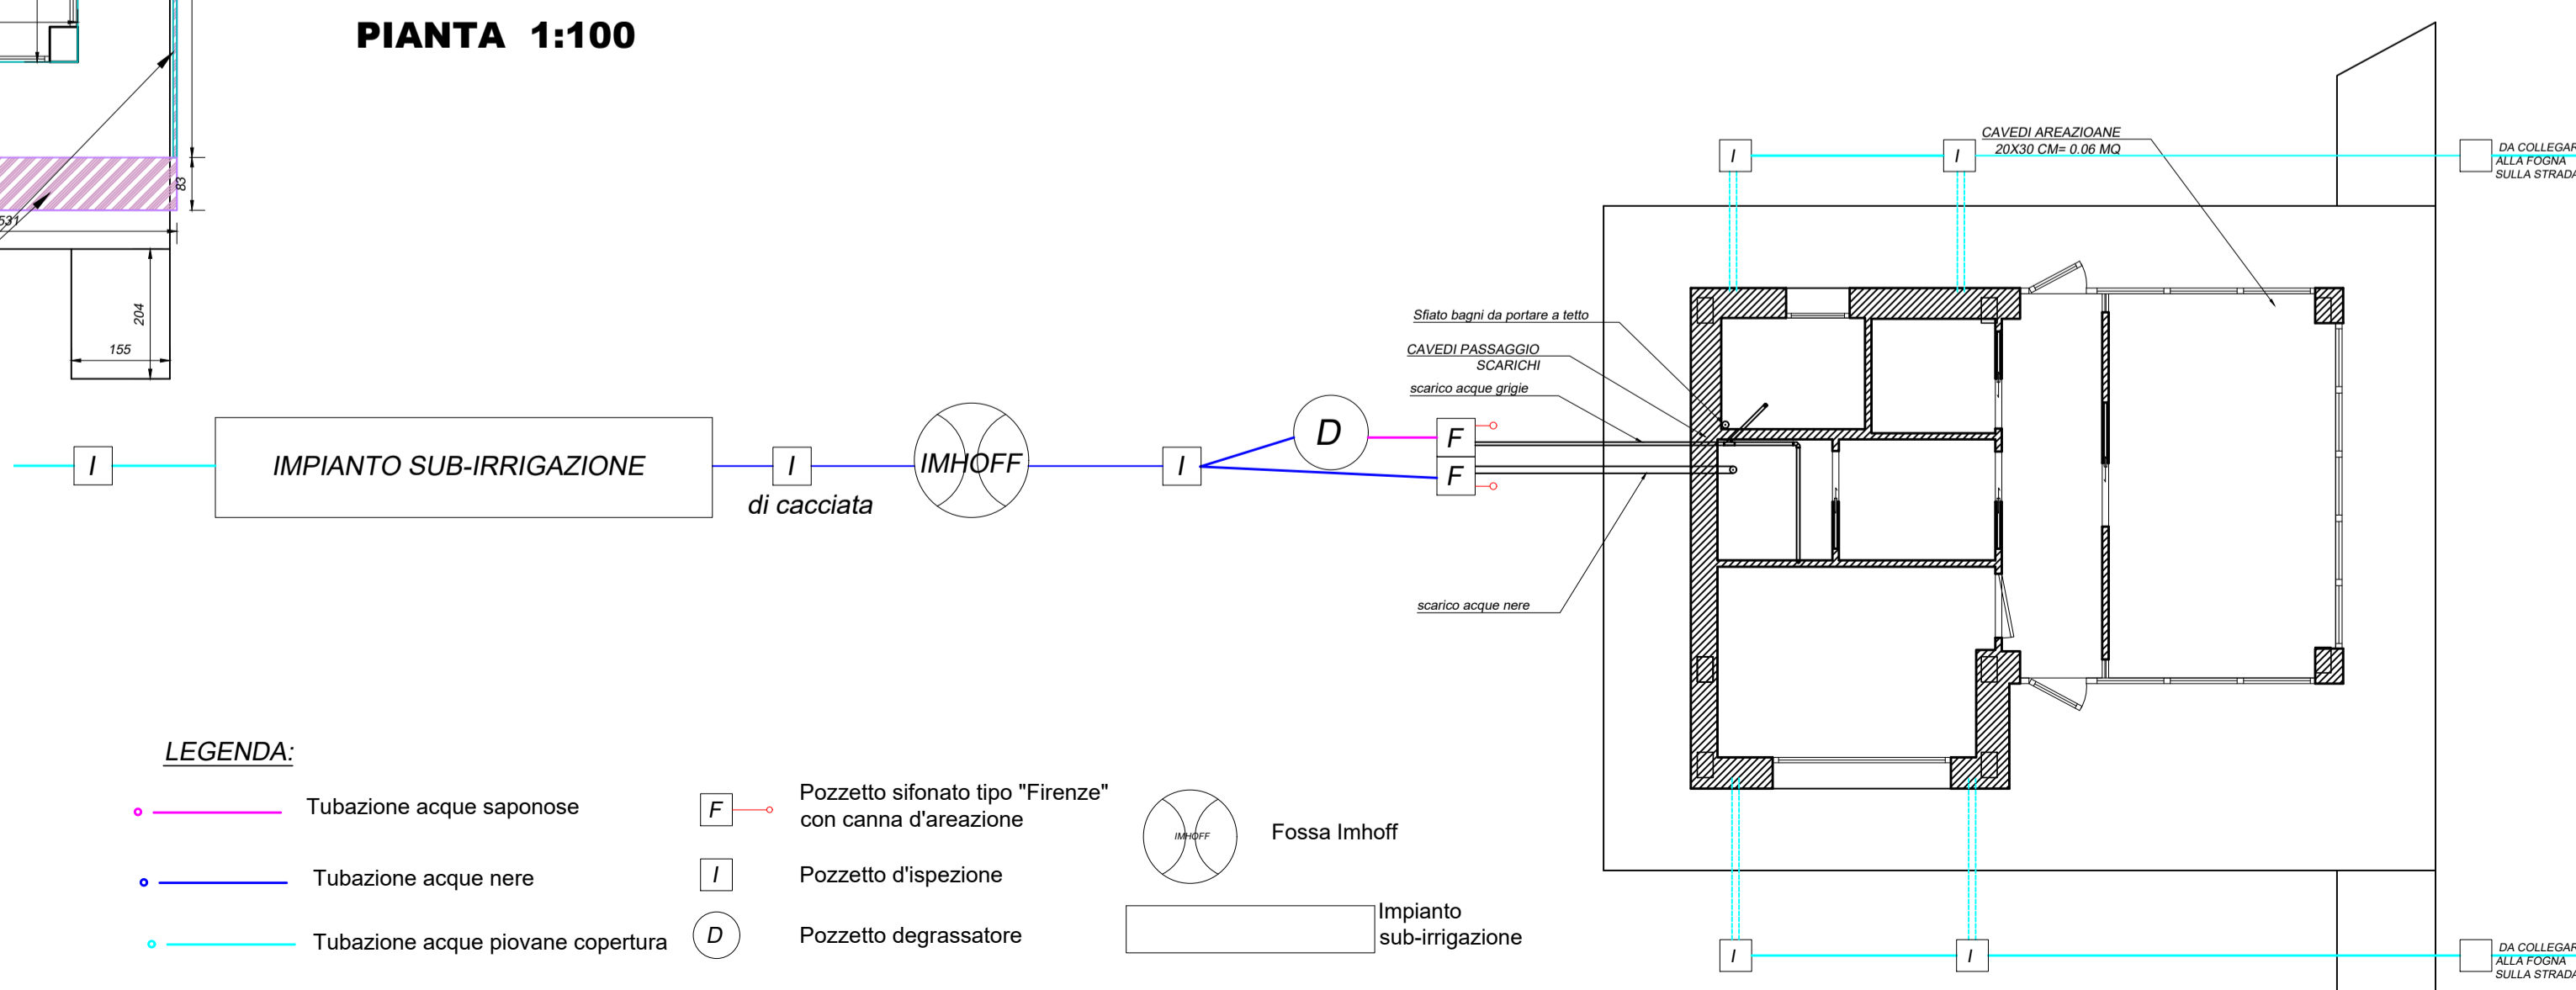 PIANTA 1:100
83
531
204
155
CAVEDI AREAZIOANE
20X30 CM= 0.06 MQ
I
I
DA COLLEGAR
ALLA FOGNA
SULLA STRADA
Sfiato bagni da portare a tetto
CAVEDI PASSAGGIO
SCARICHI
scarico acque grigie
scarico acque nere
I
IMPIANTO SUB-IRRIGAZIONE
I
di cacciata
IMHOFF
I
D
F
F
LEGENDA:
Tubazione acque saponose
Tubazione acque nere
Tubazione acque piovane copertura
F
Pozzetto sifonato tipo "Firenze"
con canna d'areazione
I
Pozzetto d'ispezione
D
Pozzetto degrassatore
IMHOFF
Fossa Imhoff
Impianto
sub-irrigazione
I
I
DA COLLEGAR
ALLA FOGNA
SULLA STRADA